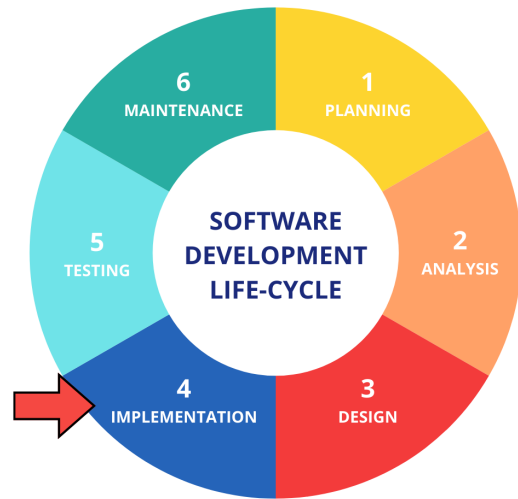 SOFTWARE
DEVELOPMENT
LIFE-CYCLE
1
PLANNING
2
ANALYSIS
3
DESIGN
4
IMPLEMENTATION
5
TESTING
6
MAINTENANCE